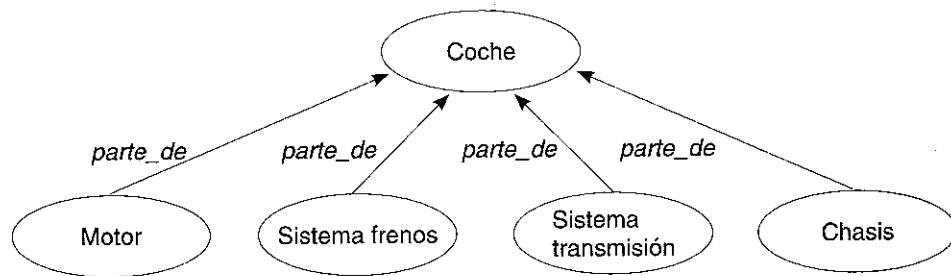 Coche
parte_de
parte_de
parte_de
parte_de
Motor
Sistema frenos
Sistema
transmisión
Chasis